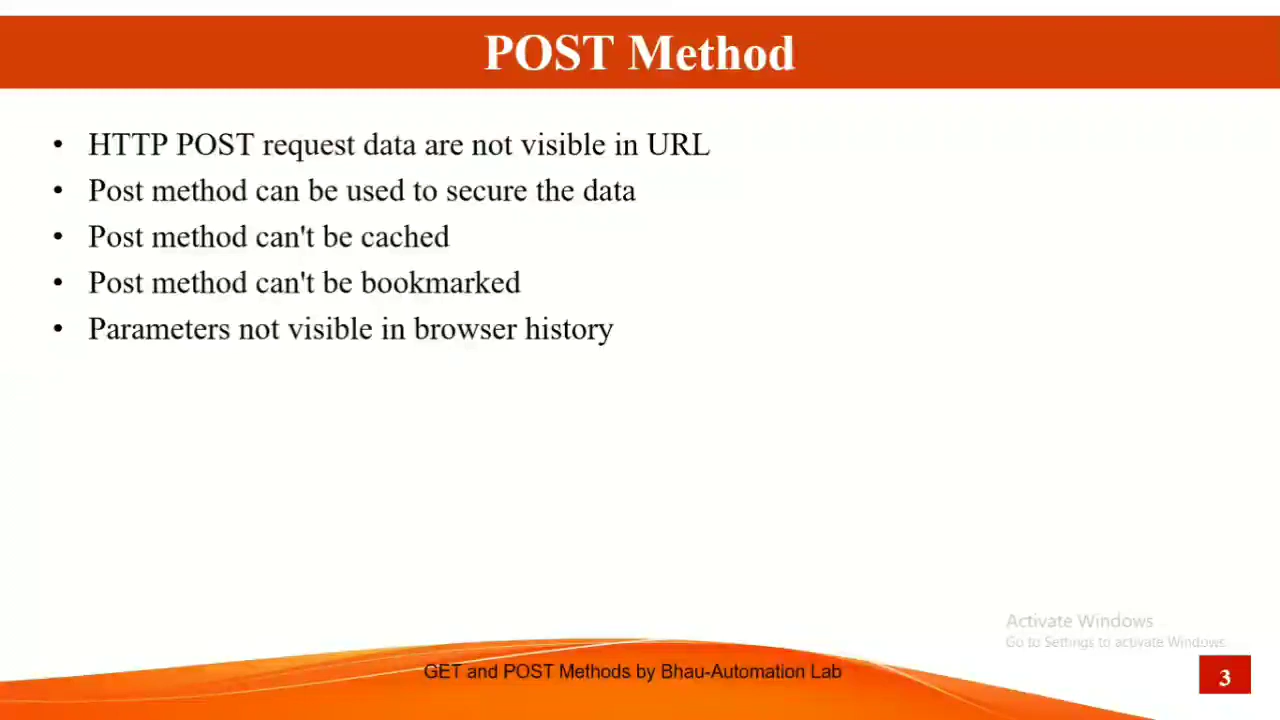 POST Method
• HTTP POST request data are not visible in URL
• Post method can be used to secure the data
• Post method can't be cached
• Post method can't be bookmarked
• Parameters not visible in browser history
Activate Windows
Go to Settings to activate Windows.
GET and POST Methods by Bhau-Automation Lab
3